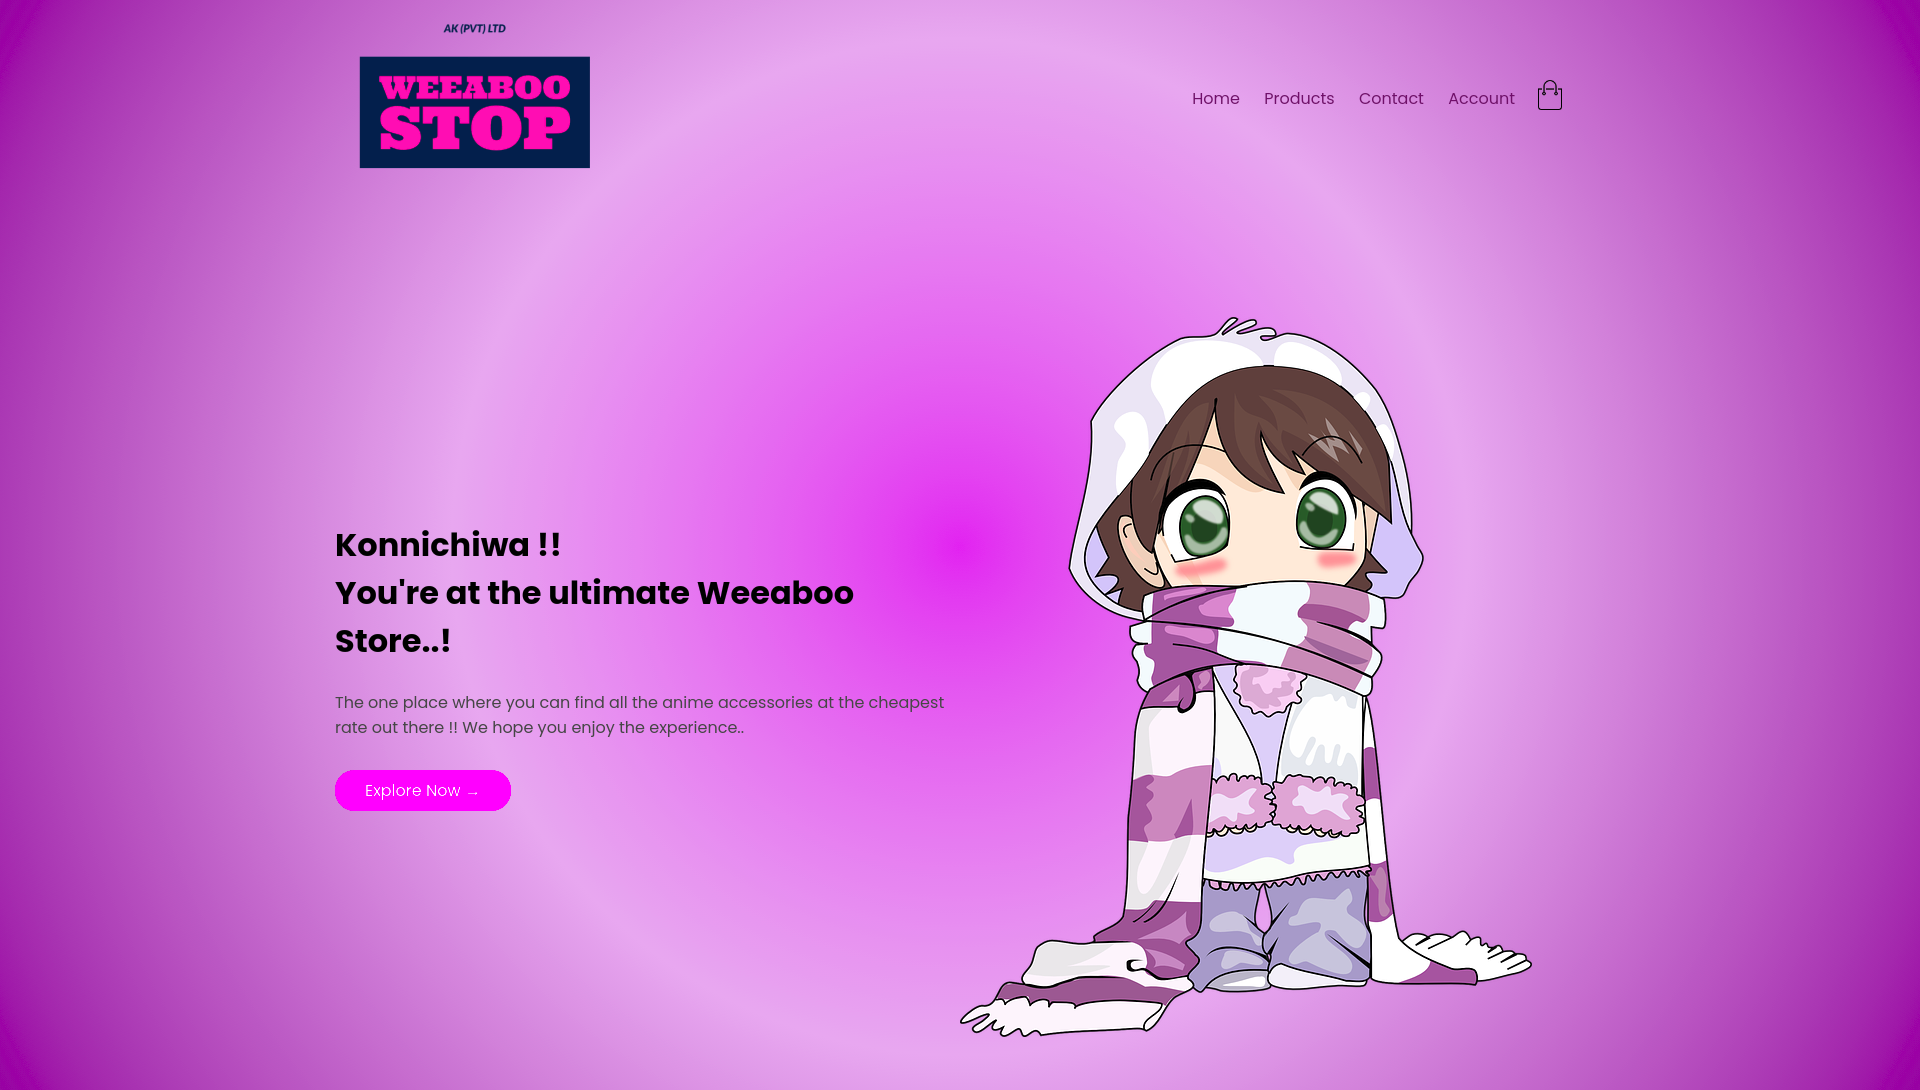 AK (PVT) LTD
WEEABOO
STOP
Home Products Contact Account
Konnichiwa !!
You're at the ultimate Weeaboo
Store..!
The one place where you can find all the anime accessories at the cheapest
rate out there !! We hope you enjoy the experience..
Explore Now →